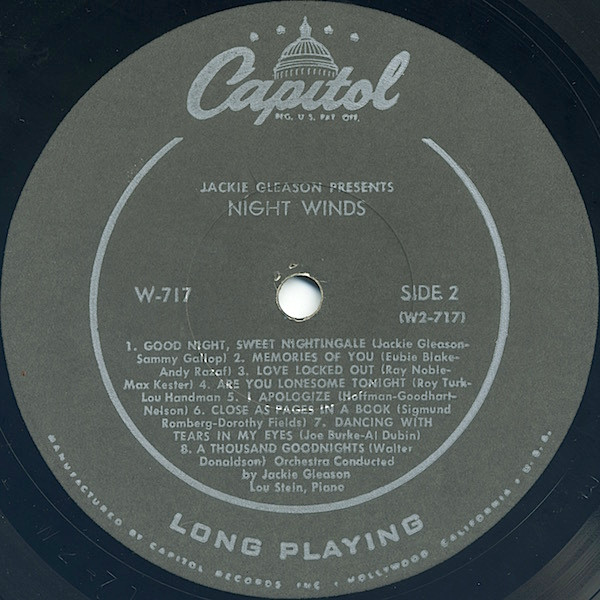 Capitol
REG. U. S. PAT. OFF.
JACKIE GLEASON PRESENTS
NIGHT WINDS
W-717
SIDE 2
(W2-717)
1. GOOD NIGHT, SWEET NIGHTINGALE (Jackie Gleason-
Sammy Gallop) 2. MEMORIES OF YOU (Eubie Blake-
Andy Razaf) 3. LOVE LOCKED OUT (Ray Noble-
Max Kester) 4. ARE YOU LONESOME TONIGHT (Roy Turk-
Lou Handman 5. I APOLOGIZE (Hoffman-Goodhart-
Nelson) 6. CLOSE AS PAGES IN A BOOK (Sigmund
Romberg-Dorothy Fields) 7. DANCING WITH
TEARS IN MY EYES (Joe Burke-Al Dubin)
8. A THOUSAND GOODNIGHTS (Walter
Donaldson) Orchestra Conducted
by Jackie Gleason
Lou Stein, Piano
LONG PLAYING
MANUFACTURED BY CAPITOL RECORDS INC • HOLLYWOOD CALIFORNIA • U.S.A.